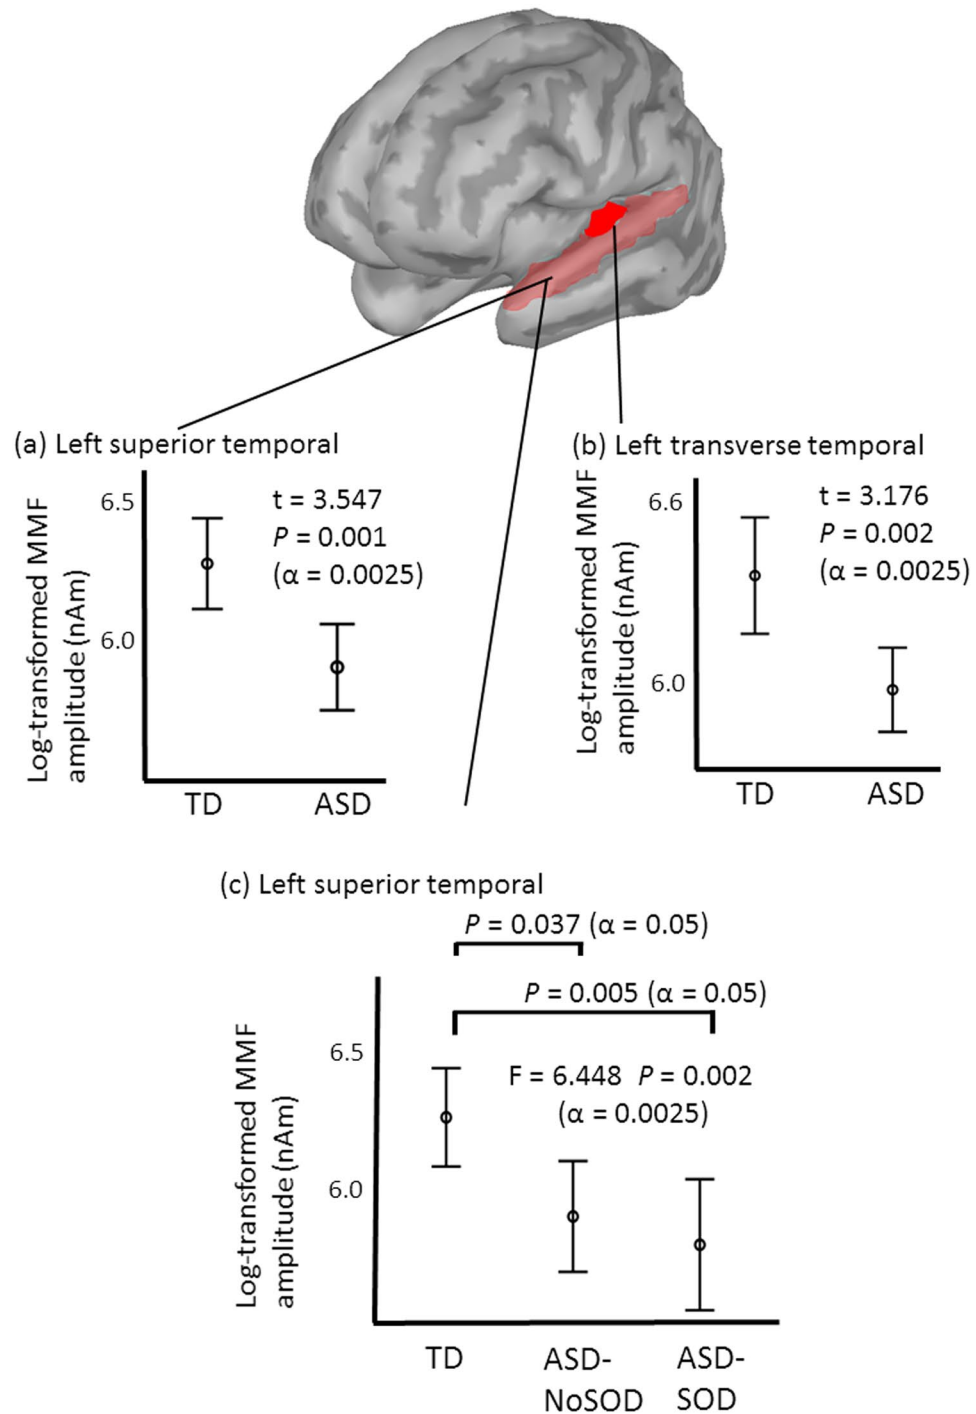 (a) Left superior temporal
Log-transformed MMF
amplitude (nAm)
6.5
6.0
t = 3.547
P = 0.001
(α = 0.0025)
TD
ASD
(b) Left transverse temporal
Log-transformed MMF
amplitude (nAm)
6.6
6.0
t = 3.176
P = 0.002
(α = 0.0025)
TD
ASD
(c) Left superior temporal
P = 0.037 (α = 0.05)
P = 0.005 (α = 0.05)
Log-transformed MMF
amplitude (nAm)
6.5
6.0
F = 6.448 P = 0.002
(α = 0.0025)
TD
ASD-
NoSOD
ASD-
SOD